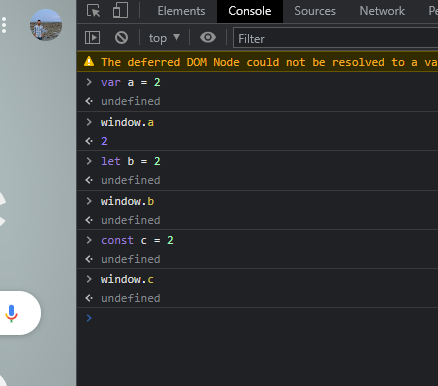 Elements Console Sources Network
top ▼ Filter
The deferred DOM Node could not be resolved to a va
> var a = 2
undefined
> window.a
2
> let b = 2
undefined
> window.b
undefined
> const c = 2
undefined
> window.c
undefined
>